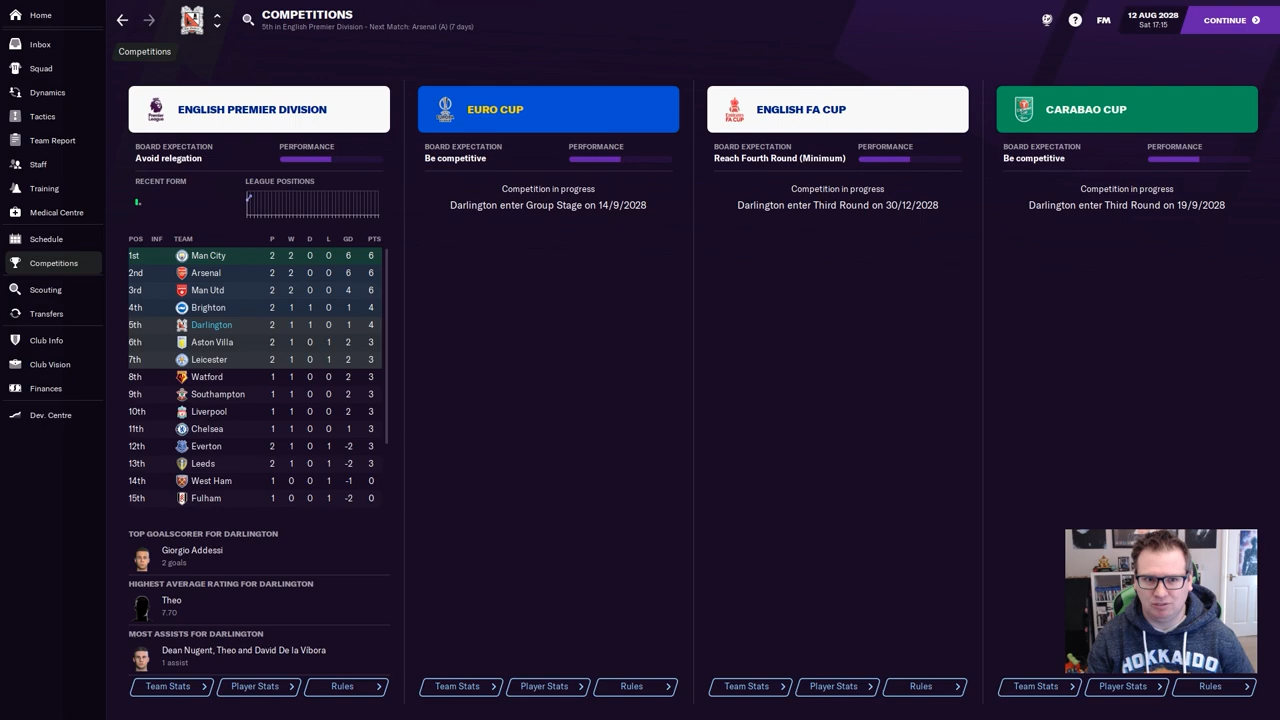 Home
COMPETITIONS
5th in English Premier Division - Next Match: Arsenal (A) (7 days)
FM
12 AUG 2028
Sat 17:15
CONTINUE
Competitions
Inbox
Squad
Dynamics
Tactics
Team Report
Staff
Training
Medical Centre
Schedule
Competitions
Scouting
Transfers
Club Info
Club Vision
Finances
Dev. Centre
ENGLISH PREMIER DIVISION
BOARD EXPECTATION PERFORMANCE
Avoid relegation
RECENT FORM LEAGUE POSITIONS
POS INF TEAM P W D L GD PTS
1st Man City 2 2 0 0 6 6
2nd Arsenal 2 2 0 0 6 6
3rd Man Utd 2 2 0 0 4 6
4th Brighton 2 1 1 0 1 4
5th Darlington 2 1 1 0 1 4
6th Aston Villa 2 1 0 1 2 3
7th Leicester 2 1 0 1 2 3
8th Watford 1 1 0 0 2 3
9th Southampton 1 1 0 0 2 3
10th Liverpool 1 1 0 0 2 3
11th Chelsea 1 1 0 0 1 3
12th Everton 2 1 0 1 -2 3
13th Leeds 2 1 0 1 -2 3
14th West Ham 1 0 0 1 -1 0
15th Fulham 1 0 0 1 -2 0
TOP GOALSCORER FOR DARLINGTON
Giorgio Addessi
2 goals
HIGHEST AVERAGE RATING FOR DARLINGTON
Theo
7.70
MOST ASSISTS FOR DARLINGTON
Dean Nugent, Theo and David De la Víbora
1 assist
Team Stats Player Stats Rules
EURO CUP
BOARD EXPECTATION PERFORMANCE
Be competitive
Competition in progress
Darlington enter Group Stage on 14/9/2028
Team Stats Player Stats Rules
Emirates
FA CUP
ENGLISH FA CUP
BOARD EXPECTATION PERFORMANCE
Reach Fourth Round (Minimum)
Competition in progress
Darlington enter Third Round on 30/12/2028
Team Stats Player Stats Rules
CARABAO CUP
BOARD EXPECTATION PERFORMANCE
Be competitive
Competition in progress
Darlington enter Third Round on 19/9/2028
Team Stats Player Stats Rules
HOKKAIDO